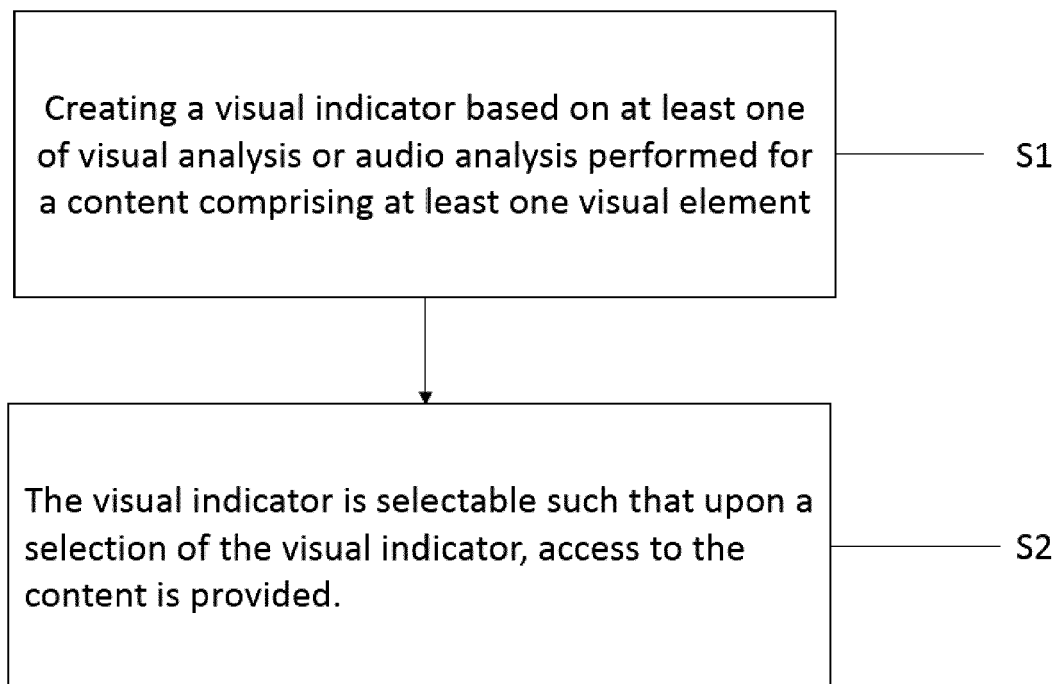 Creating a visual indicator based on at least one
of visual analysis or audio analysis performed for
a content comprising at least one visual element
S1
The visual indicator is selectable such that upon a
selection of the visual indicator, access to the
content is provided.
S2